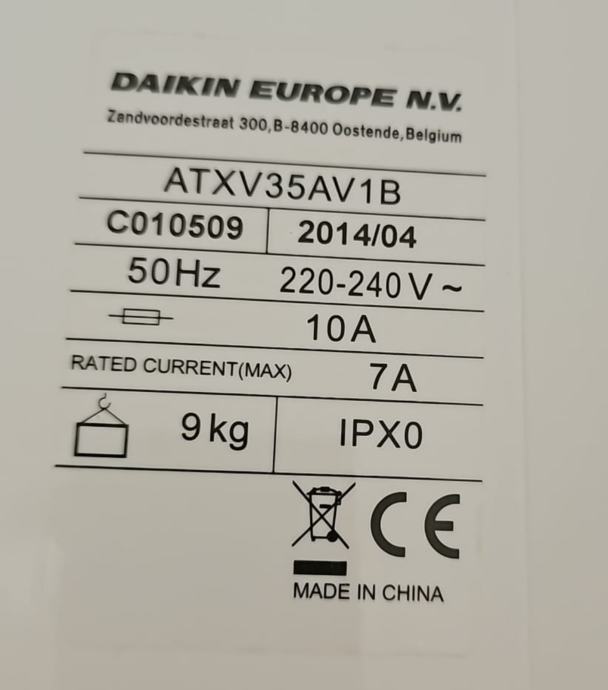 DAIKIN EUROPE N.V.
Zandvoordestraat 300,B-8400 Oostende,Belgium
ATXV35AV1B
C010509 2014/04
50Hz 220-240V~
10A
RATED CURRENT(MAX) 7A
9kg IPX0
CE
MADE IN CHINA